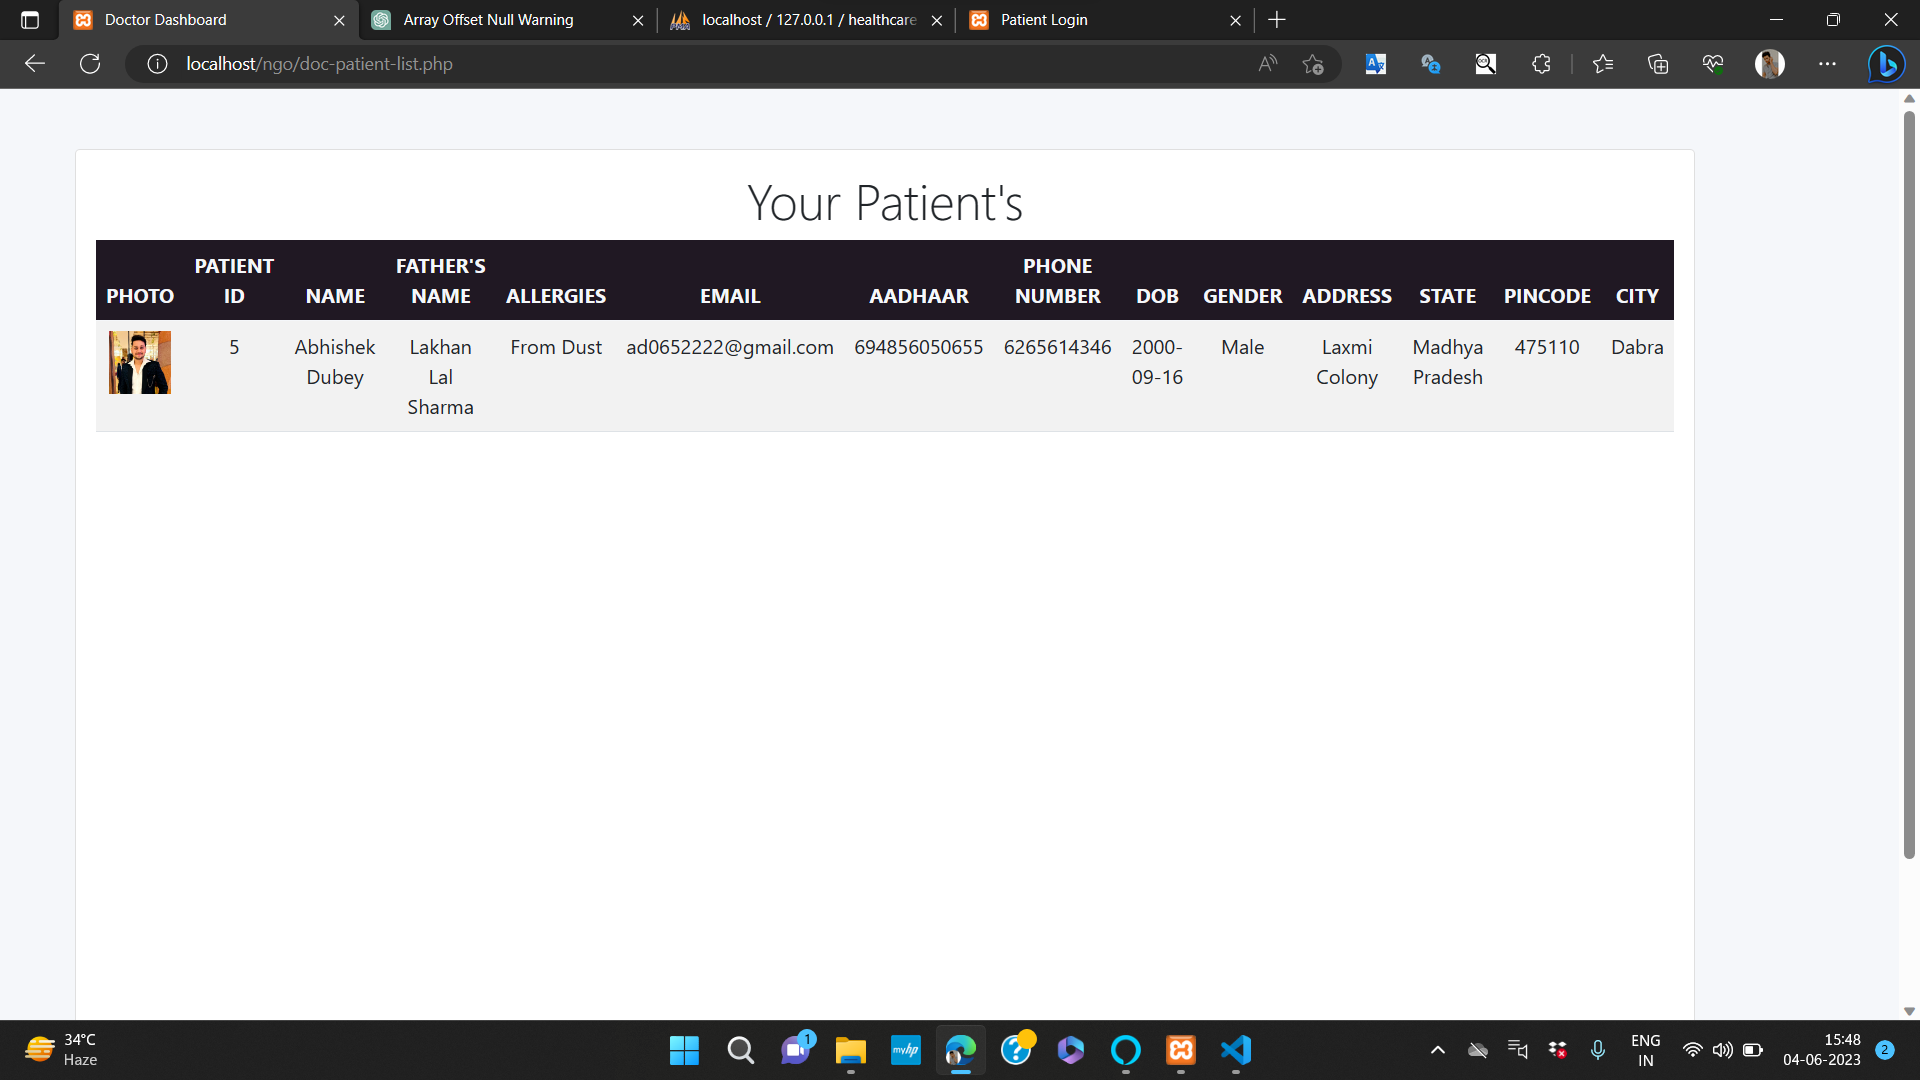 Doctor Dashboard
Array Offset Null Warning
localhost / 127.0.0.1 / healthcare
Patient Login
localhost/ngo/doc-patient-list.php
Your Patient's
PHOTO PATIENT ID NAME FATHER'S NAME ALLERGIES EMAIL AADHAAR PHONE NUMBER DOB GENDER ADDRESS STATE PINCODE CITY
5 Abhishek Dubey Lakhan Lal Sharma From Dust ad0652222@gmail.com 694856050655 6265614346 2000-09-16 Male Laxmi Colony Madhya Pradesh 475110 Dabra
34°C
Haze
1
myhp
ENG
IN
15:48
04-06-2023
2